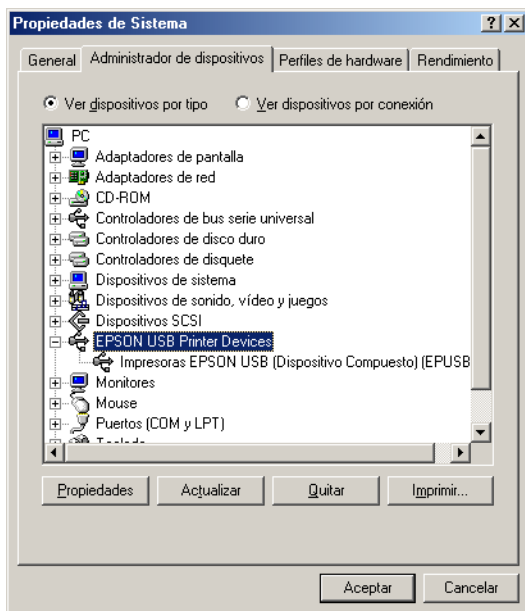 Propiedades de Sistema
General Administrador de dispositivos Perfiles de hardware Rendimiento
Ver dispositivos por tipo Ver dispositivos por conexión
PC
Adaptadores de pantalla
Adaptadores de red
CD-ROM
Controladores de bus serie universal
Controladores de disco duro
Controladores de disquete
Dispositivos de sistema
Dispositivos de sonido, vídeo y juegos
Dispositivos SCSI
EPSON USB Printer Devices
Impresoras EPSON USB (Dispositivo Compuesto) (EPUSB
Monitores
Mouse
Puertos (COM y LPT)
Teclado
Propiedades Actualizar Quitar Imprimir...
Aceptar Cancelar